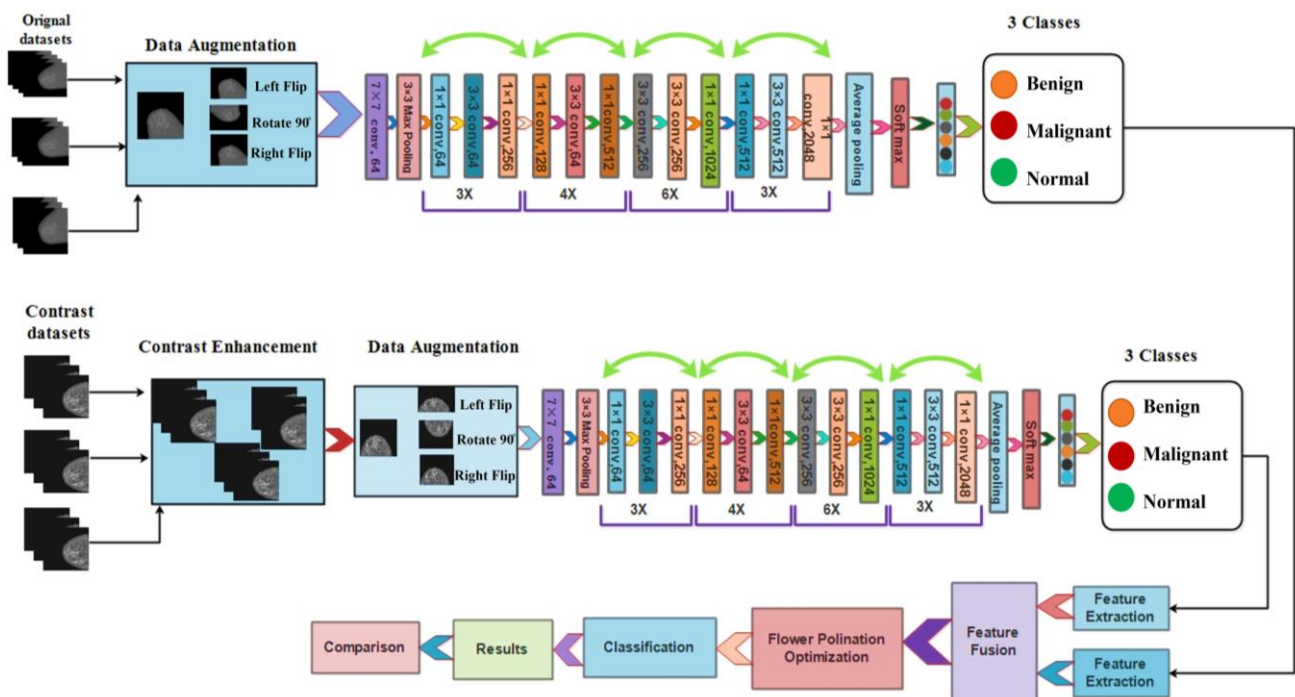 Orignal
datasets
Data Augmentation
Left Flip
Rotate 90°
Right Flip
7×7 conv, 64
3×3 Max Pooling
1×1 conv,64
3×3 conv,64
1×1 conv,256
1×1 conv,128
3×3 conv,64
1×1conv,512
3×3 conv,256
3×3 conv,256
1×1 conv,1024
1×1 conv,512
3×3 conv,512
1×1
conv,2048
Average pooling
Soft max
3X
4X
6X
3X
3 Classes
Benign
Malignant
Normal
Contrast
datasets
Contrast Enhancement
Data Augmentation
Left Flip
Rotate 90°
Right Flip
7×7 conv, 64
3×3 Max Pooling
1×1 conv,64
3×3 conv,64
1×1 conv,256
1×1 conv,128
3×3 conv,64
1×1conv,512
3×3 conv,256
3×3 conv,256
1×1 conv,1024
1×1 conv,512
3×3 conv,512
1×1 conv,2048
Average pooling
Soft max
3X
4X
6X
3X
3 Classes
Benign
Malignant
Normal
Comparison
Results
Classification
Flower Polination
Optimization
Feature
Fusion
Feature
Extraction
Feature
Extraction